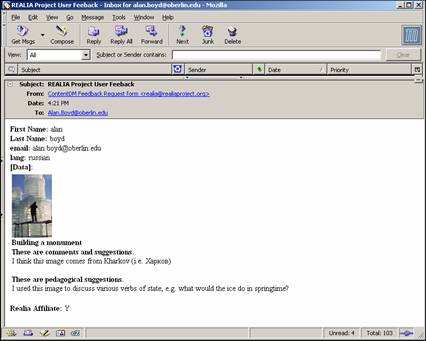 REALIA Project User Feeback - Inbox for alan.boyd@oberlin.edu - Mozilla
File Edit View Go Message Tools Window Help
Get Msgs Compose Reply Reply All Forward Next Junk Delete
View: All Subject or Sender contains: Clear
Subject Sender Date Priority
Subject: REALIA Project User Feeback
From: ContentDM Feedback Request form <realia@realiaproject.org>
Date: 4:21 PM
To: Alan.Boyd@oberlin.edu
First Name: alan
Last Name: boyd
email: alan.boyd@oberlin.edu
lang: russian
[Data]:
Building a monument
These are comments and suggestions.
I think this image comes from Kharkov (i.e. Харков)
These are pedagogical suggestions.
I used this image to discuss various verbs of state, e.g. what would the ice do in springtime?
Realia Affiliate: Y
Unread: 4 Total: 103